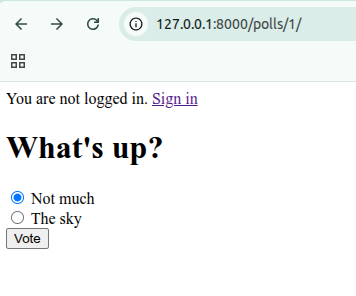 127.0.0.1:8000/polls/1/
You are not logged in. Sign in
What's up?
Not much
The sky
Vote